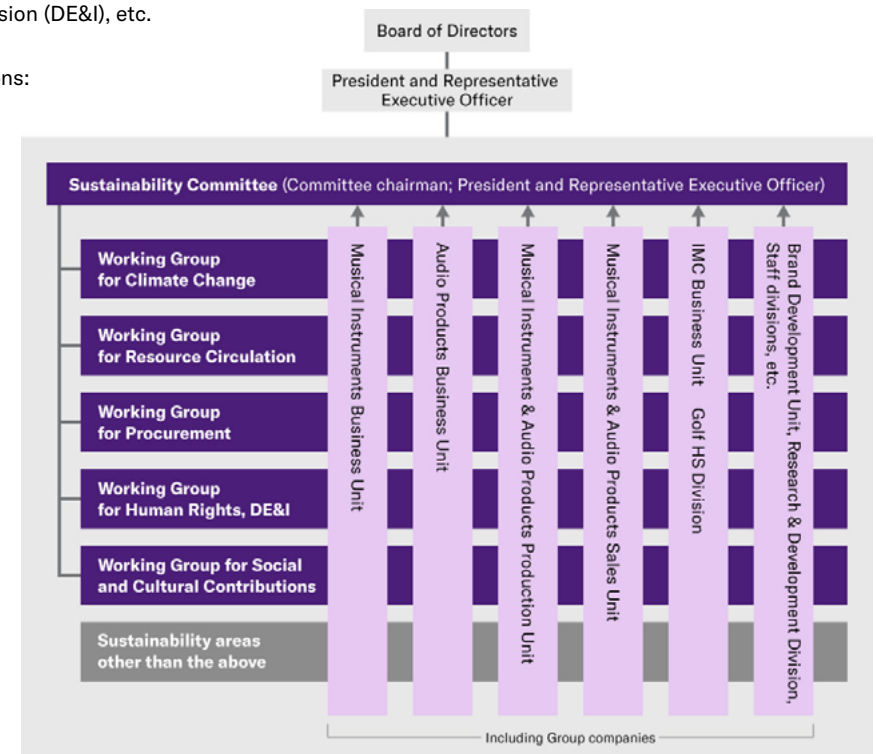 sion (DE&I), etc.
ns:
Board of Directors
President and Representative
Executive Officer
Sustainability Committee (Committee chairman; President and Representative Executive Officer)
Working Group
for Climate Change
Working Group
for Resource Circulation
Working Group
for Procurement
Working Group
for Human Rights, DE&I
Working Group for Social
and Cultural Contributions
Sustainability areas
other than the above
Musical Instruments Business Unit
Audio Products Business Unit
Musical Instruments & Audio Products Production Unit
Musical Instruments & Audio Products Sales Unit
IMC Business Unit Golf HS Division
Brand Development Unit, Research & Development Division,
Staff divisions, etc.
Including Group companies